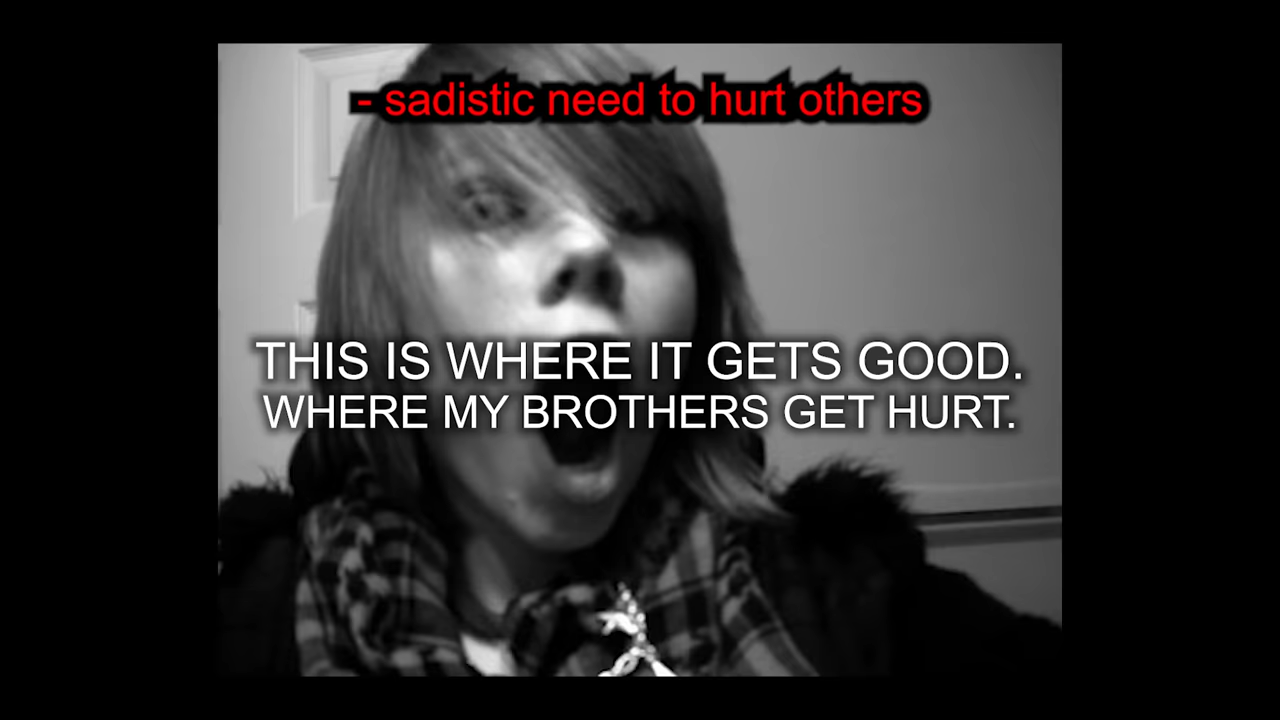 - sadistic need to hurt others
THIS IS WHERE IT GETS GOOD.
WHERE MY BROTHERS GET HURT.